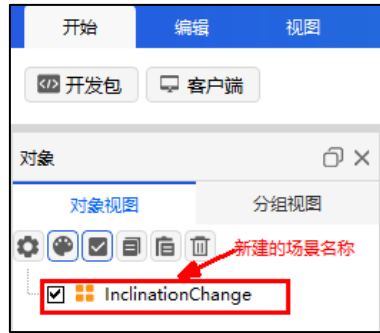 开始 编辑 视图
开发包 客户端
对象
对象视图 分组视图
新建的场景名称
InclinationChange